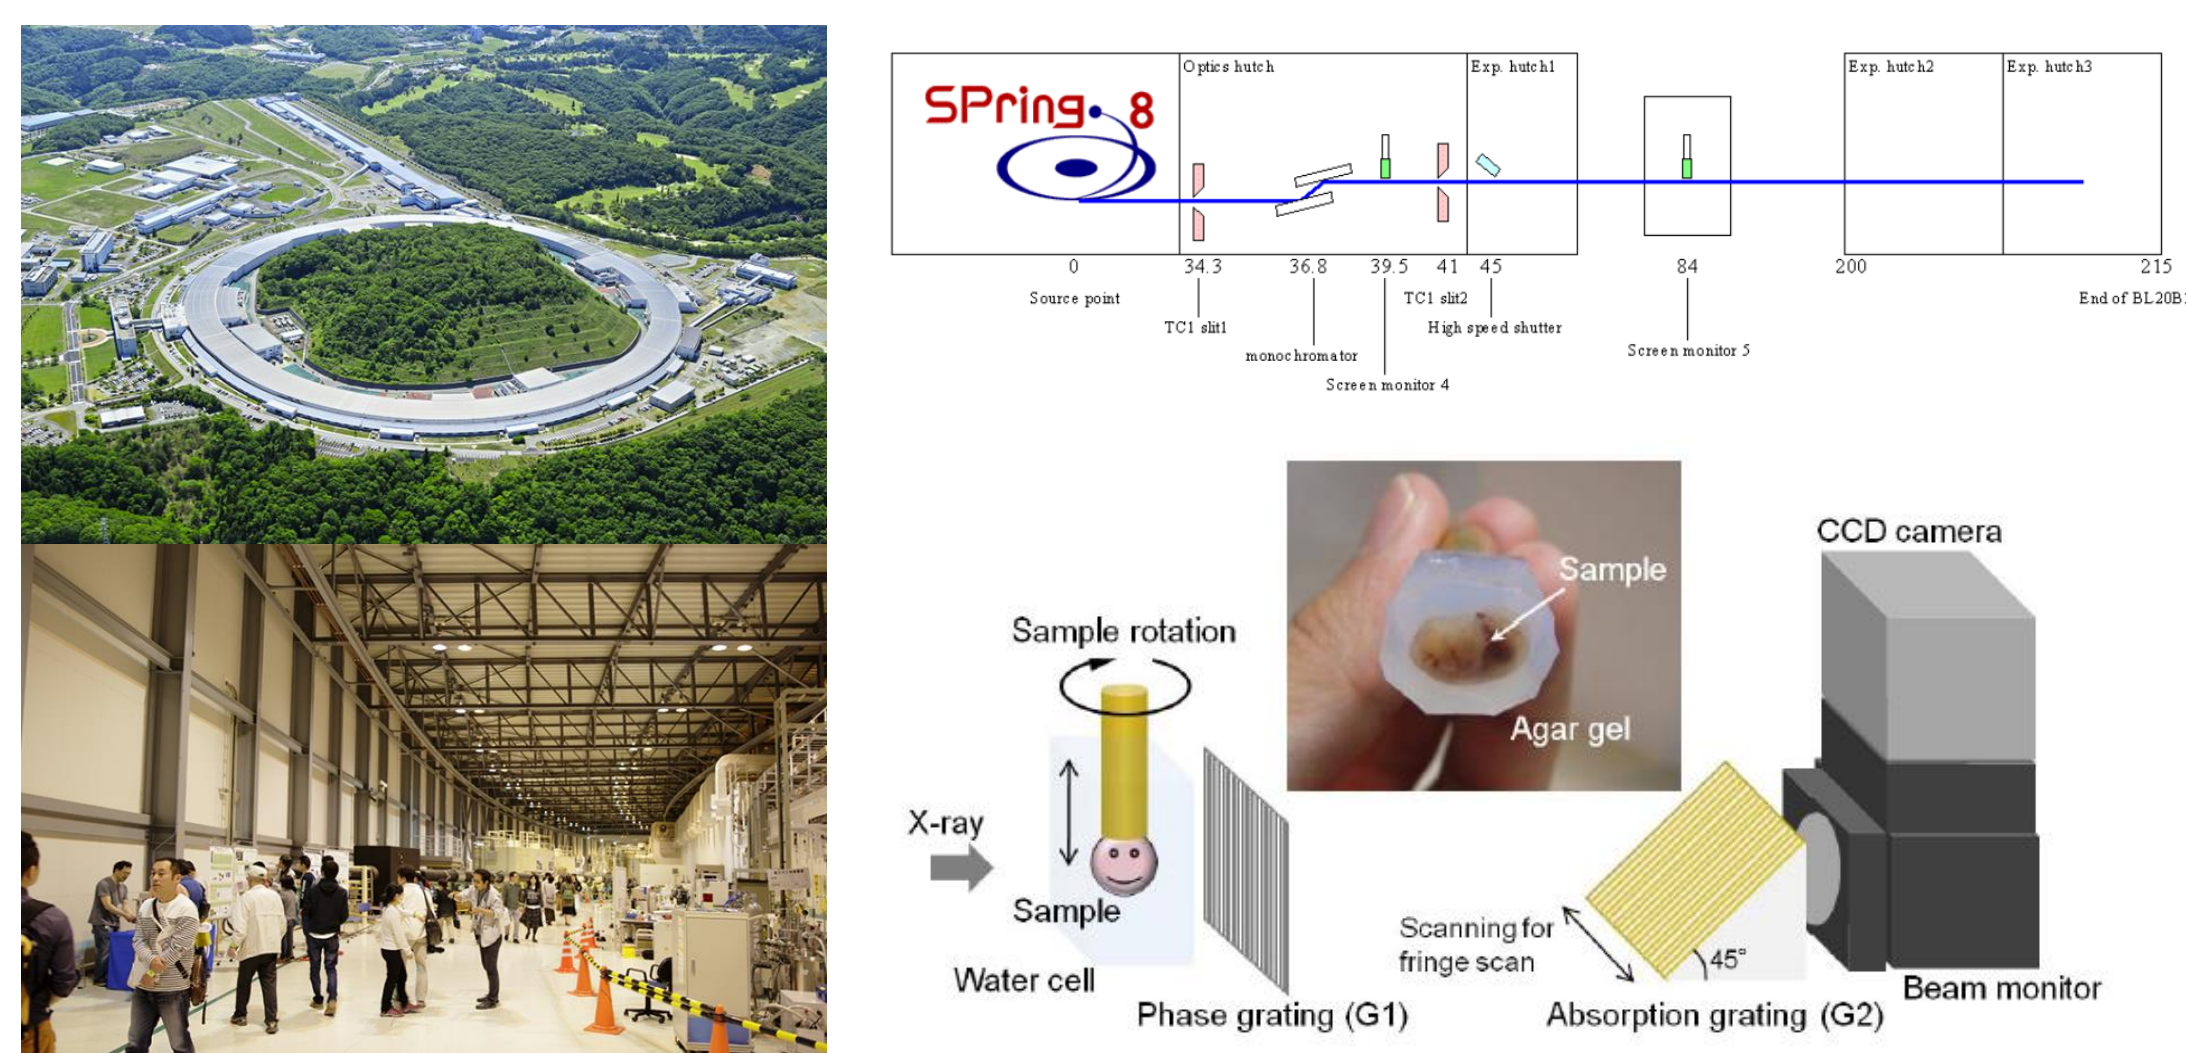 Optics hutch
Exp. hutch1
Exp. hutch2
Exp. hutch3
SPring. 8
0
34.3
36.8
39.5
41
45
84
200
215
Source point
TC1 slit2
End of BL20B
TC1 slit1
High speed shutter
monochromator
Screen monitor 5
Screen monitor 4
CCD camera
Sample
Sample rotation
Agar gel
X-ray
Sample
Scanning for
fringe scan
45°
Water cell
Beam monitor
Phase grating (G1)
Absorption grating (G2)